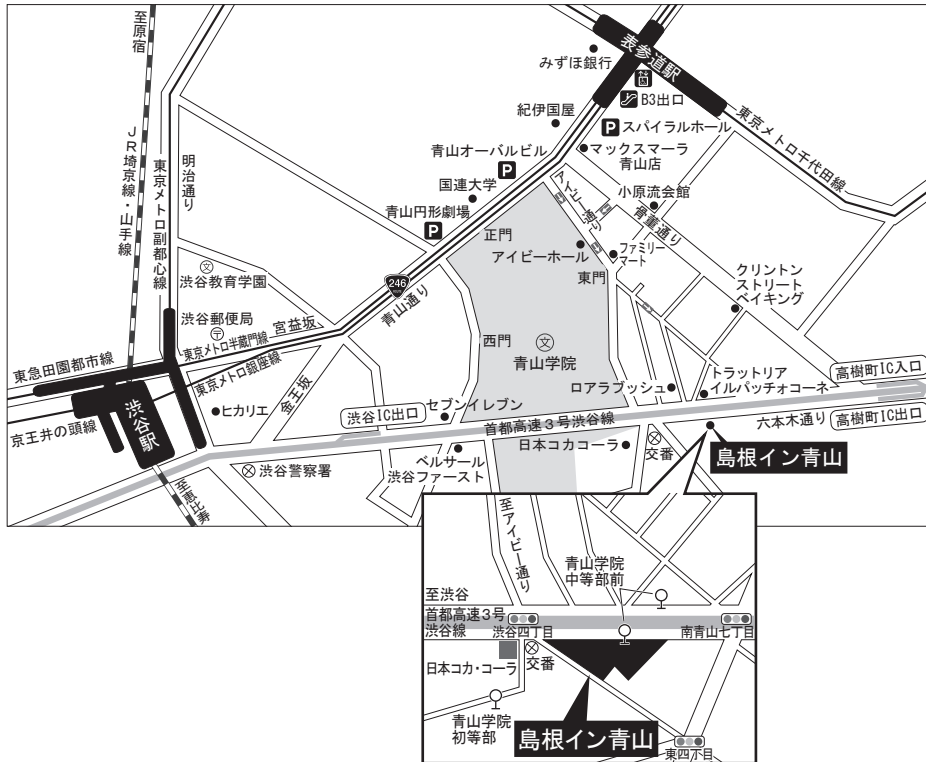 至原宿
JR埼京線・山手線
東京メトロ副都心線
明治通り
表参道駅
みずほ銀行
B3出口
紀伊国屋
P
スパイラルホール
東京メトロ千代田線
青山オーバルビル
P
マックスマーラ
青山店
国連大学
アイビー通り
小原流会館
骨董通り
青山円形劇場
P
正門
アイビーホール
ファミリー
マート
東門
クリントン
ストリート
ベイキング
文
渋谷教育学園
246
青山通り
渋谷郵便局
〒
宮益坂
西門
文
青山学院
東急田園都市線
東京メトロ半蔵門線
東京メトロ銀座線
金王坂
ロアラブッシュ
トラットリア
イルパッチォコーネ
高樹町IC入口
京王井の頭線
渋谷駅
ヒカリエ
渋谷IC出口
セブンイレブン
首都高速3号渋谷線
六本木通り
高樹町IC出口
渋谷警察署
ベルサール
渋谷ファースト
日本コカコーラ
交番
島根イン青山
至恵比寿
至アイビー通り
青山学院
中等部前
至渋谷
首都高速3号
渋谷線
渋谷四丁目
南青山七丁目
日本コカ・コーラ
交番
青山学院
初等部
島根イン青山
東四丁目